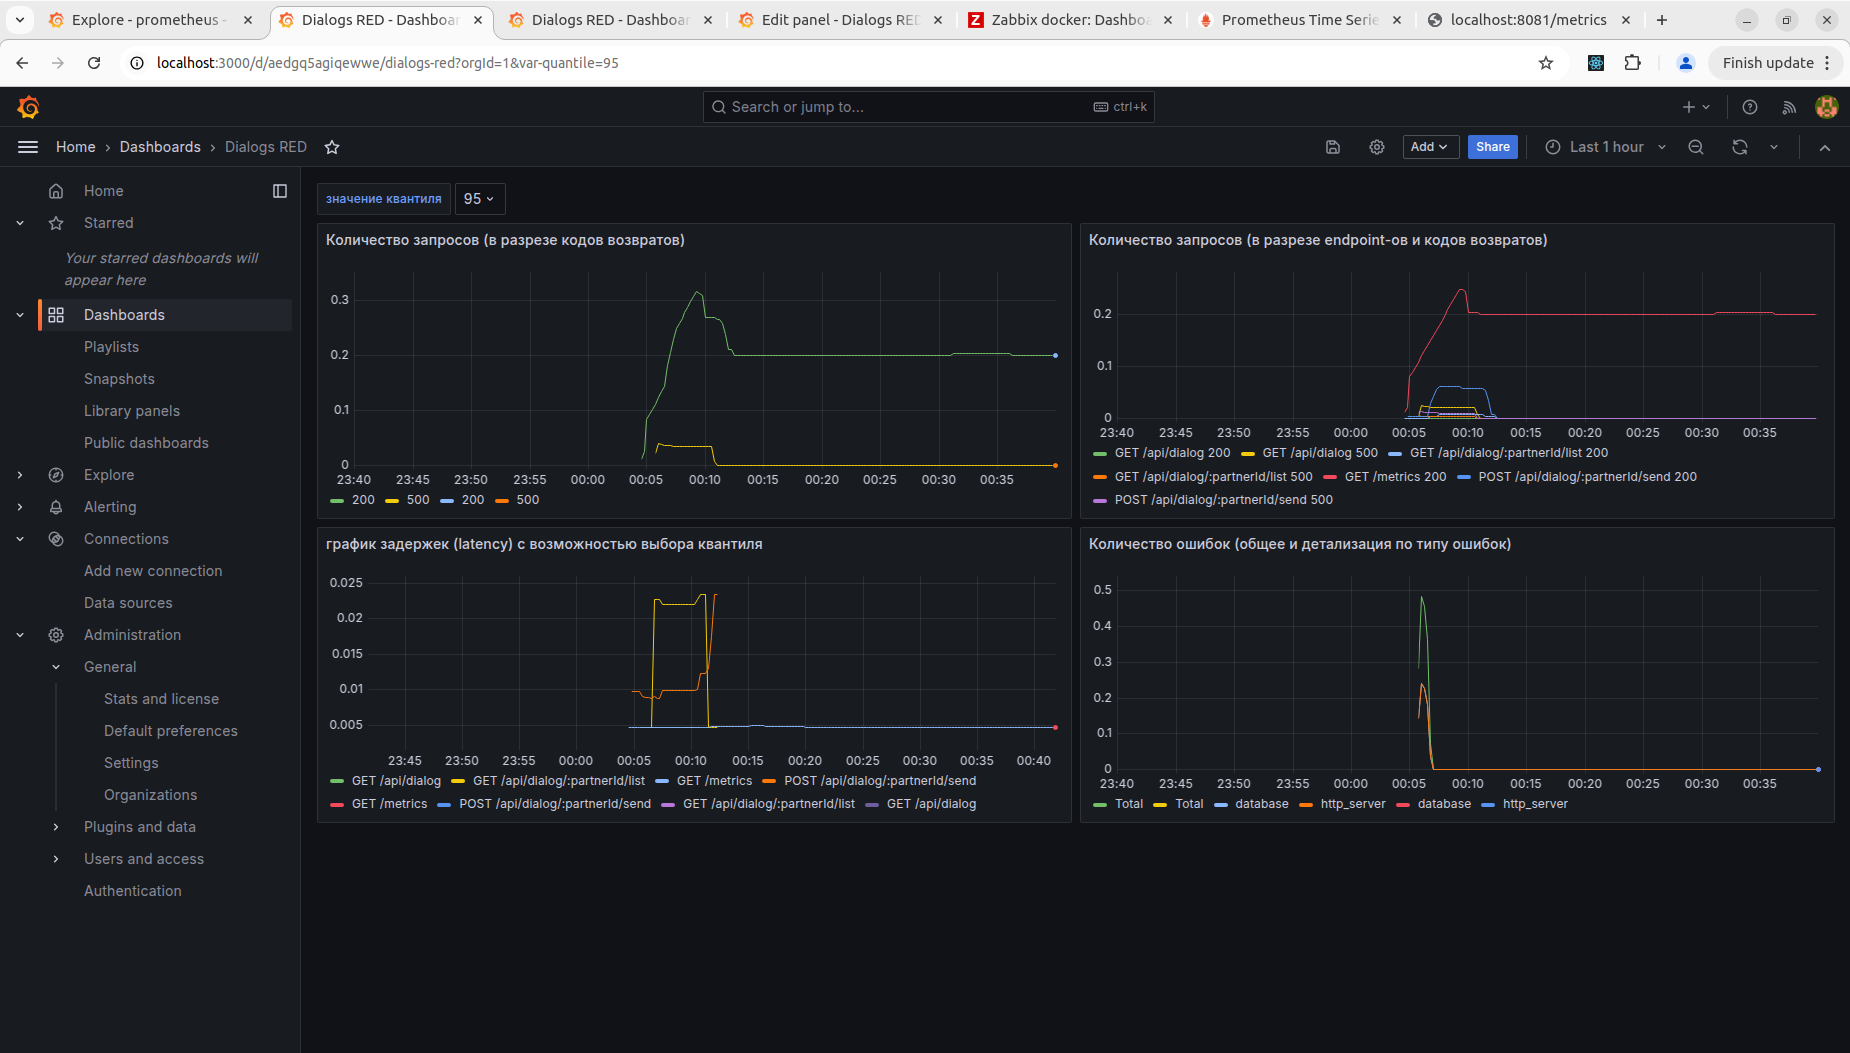 Explore - prometheus -
Dialogs RED - Dashboar
Dialogs RED - Dashboar
Edit panel - Dialogs RED
Zabbix docker: Dashboa
Prometheus Time Serie
localhost:8081/metrics
localhost:3000/d/aedgq5agiqewwe/dialogs-red?orgId=1&var-quantile=95
Finish update
Search or jump to...
ctrl+k
Home › Dashboards › Dialogs RED
Add
Share
Last 1 hour
Home
Starred
Your starred dashboards will
appear here
Dashboards
Playlists
Snapshots
Library panels
Public dashboards
Explore
Alerting
Connections
Add new connection
Data sources
Administration
General
Stats and license
Default preferences
Settings
Organizations
Plugins and data
Users and access
Authentication
значение квантиля
95
Количество запросов (в разрезе кодов возвратов)
0.3
0.2
0.1
0
23:40 23:45 23:50 23:55 00:00 00:05 00:10 00:15 00:20 00:25 00:30 00:35
200 500 200 500
Количество запросов (в разрезе endpoint-ов и кодов возвратов)
0.2
0.1
0
23:40 23:45 23:50 23:55 00:00 00:05 00:10 00:15 00:20 00:25 00:30 00:35
GET /api/dialog 200 GET /api/dialog 500 GET /api/dialog/:partnerId/list 200
GET /api/dialog/:partnerId/list 500 GET /metrics 200 POST /api/dialog/:partnerId/send 200
POST /api/dialog/:partnerId/send 500
график задержек (latency) с возможностью выбора квантиля
0.025
0.02
0.015
0.01
0.005
23:45 23:50 23:55 00:00 00:05 00:10 00:15 00:20 00:25 00:30 00:35 00:40
GET /api/dialog GET /api/dialog/:partnerId/list GET /metrics POST /api/dialog/:partnerId/send
GET /metrics POST /api/dialog/:partnerId/send GET /api/dialog/:partnerId/list GET /api/dialog
Количество ошибок (общее и детализация по типу ошибок)
0.5
0.4
0.3
0.2
0.1
0
23:40 23:45 23:50 23:55 00:00 00:05 00:10 00:15 00:20 00:25 00:30 00:35
Total Total database http_server database http_server